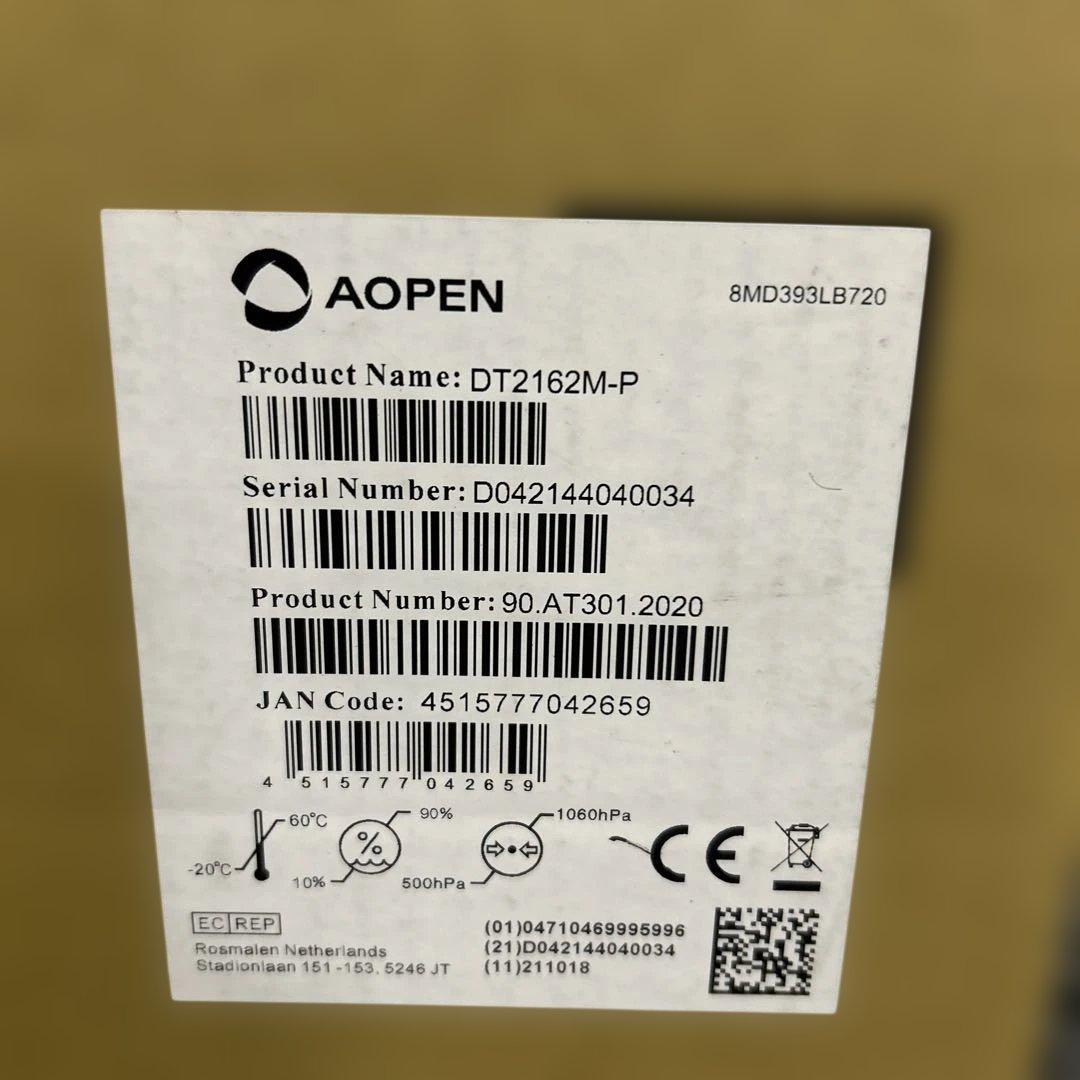 AOPEN
8MD393LB720
Product Name: DT2162M-P
Serial Number: D042144040034
Product Number: 90.AT301.2020
JAN Code: 4515777042659
4 515777 042659
60°C
-20°C
%
90%
10%
1060hPa
500hPa
CE
EC REP
Rosmalen Netherlands
Stadionlaan 151-153, 5246 JT
(01)04710469995996
(21)D042144040034
(11)211018